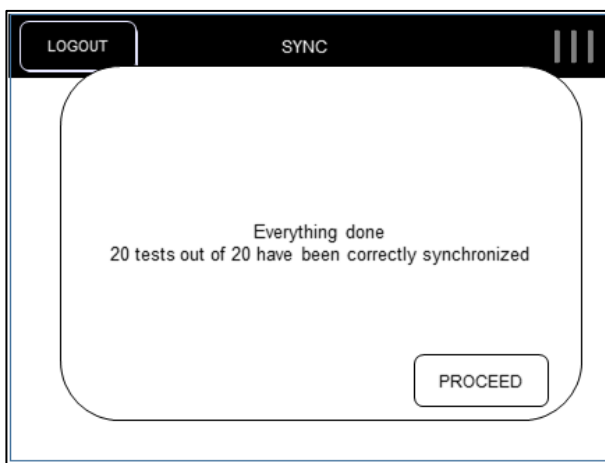 LOGOUT
SYNC
Everything done
20 tests out of 20 have been correctly synchronized
PROCEED